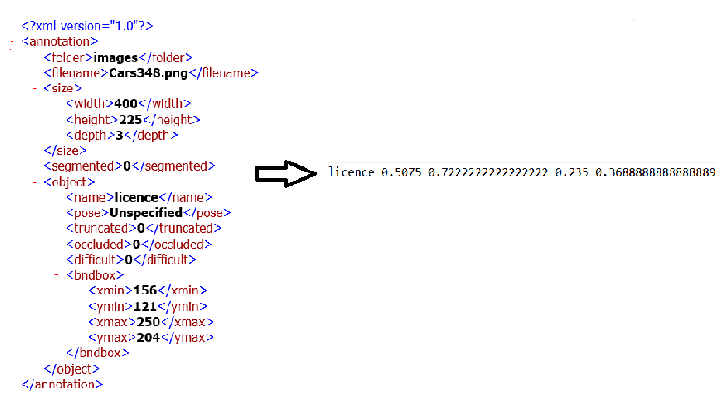 <?xml version="1.0"?>
- <annotation>
<folder>images</folder>
<filename>Cars348.png</filename>
- <size>
<width>400</width>
<height>225</height>
<depth>3</depth>
</size>
<segmented>0</segmented>
- <object>
<name>licence</name>
<pose>Unspecified</pose>
<truncated>0</truncated>
<occluded>0</occluded>
<difficult>0</difficult>
- <bndbox>
<xmin>156</xmin>
<ymin>121</ymin>
<xmax>250</xmax>
<ymax>204</ymax>
</bndbox>
</object>
</annotation>
licence 0.5075 0.7222222222222222 0.235 0.3688888888888889